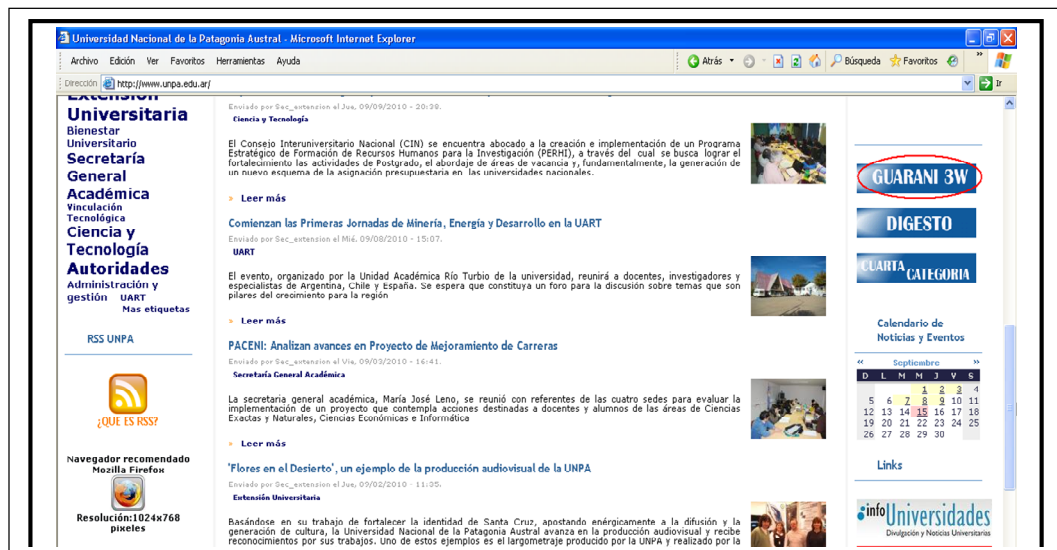 Universidad Nacional de la Patagonia Austral - Microsoft Internet Explorer
Archivo Edición Ver Favoritos Herramientas Ayuda
Atrás Búsqueda Favoritos
Dirección http://www.unpa.edu.ar/ Ir
Extensión
Universitaria
Bienestar
Universitario
Secretaría
General
Académica
Vinculación
Tecnológica
Ciencia y
Tecnología
Autoridades
Administración y
gestión UART
Mas etiquetas
RSS UNPA
¿QUE ES RSS?
Navegador recomendado
Mozilla Firefox
Resolución:1024x768
pixeles
Enviado por Sec_extension el Jue, 09/09/2010 - 20:39.
Ciencia y Tecnología
El Consejo Interuniversitario Nacional (CIN) se encuentra abocado a la creación e implementación de un Programa
Estratégico de Formación de Recursos Humanos para la Investigación (PERHI), a través del cual se busca lograr el
fortalecimiento las actividades de Postgrado, el abordaje de áreas de vacancia y, fundamentalmente, la generación de
un nuevo esquema de la asignación presupuestaria en las universidades nacionales.
» Leer más
Comienzan las Primeras Jornadas de Minería, Energía y Desarrollo en la UART
Enviado por Sec_extension el Mié, 09/08/2010 - 15:07.
UART
El evento, organizado por la Unidad Académica Río Turbio de la universidad, reunirá a docentes, investigadores y
especialistas de Argentina, Chile y España. Se espera que constituya un foro para la discusión sobre temas que son
pilares del crecimiento para la región
» Leer más
PACENI: Analizan avances en Proyecto de Mejoramiento de Carreras
Enviado por Sec_extension el Vie, 09/03/2010 - 16:41.
Secretaría General Académica
La secretaria general académica, María José Leno, se reunió con referentes de las cuatro sedes para evaluar la
implementación de un proyecto que contempla acciones destinadas a docentes y alumnos de las áreas de Ciencias
Exactas y Naturales, Ciencias Económicas e Informática
» Leer más
'Flores en el Desierto', un ejemplo de la producción audiovisual de la UNPA
Enviado por Sec_extension el Jue, 09/02/2010 - 11:35.
Extensión Universitaria
Basándose en su trabajo de fortalecer la identidad de Santa Cruz, apostando enérgicamente a la difusión y la
generación de cultura, la Universidad Nacional de la Patagonia Austral avanza en la producción audiovisual y recibe
reconocimientos por sus trabajos. Uno de estos ejemplos es el largometraje producido por la UNPA y realizado por la
GUARANI 3W
DIGESTO
CUARTA CATEGORIA
Calendario de
Noticias y Eventos
« Septiembre »
D L M M J V S
1 2 3 4
5 6 7 8 9 10 11
12 13 14 15 16 17 18
19 20 21 22 23 24 25
26 27 28 29 30
Links
infoUniversidades
Divulgación y Noticias Universitarias